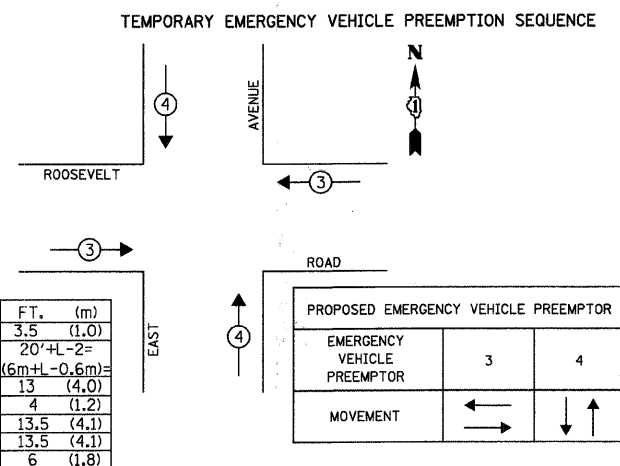 TEMPORARY EMERGENCY VEHICLE PREEMPTION SEQUENCE
N
1
4
AVENUE
ROOSEVELT
3
3
ROAD
4
EAST
FT. (m)
3.5 (1.0)
20'+L-2=
(6m+L-0.6m)=
13 (4.0)
4 (1.2)
13.5 (4.1)
13.5 (4.1)
6 (1.8)
PROPOSED EMERGENCY VEHICLE PREEMPTOR
EMERGENCY
VEHICLE
PREEMPTOR
3 4
MOVEMENT